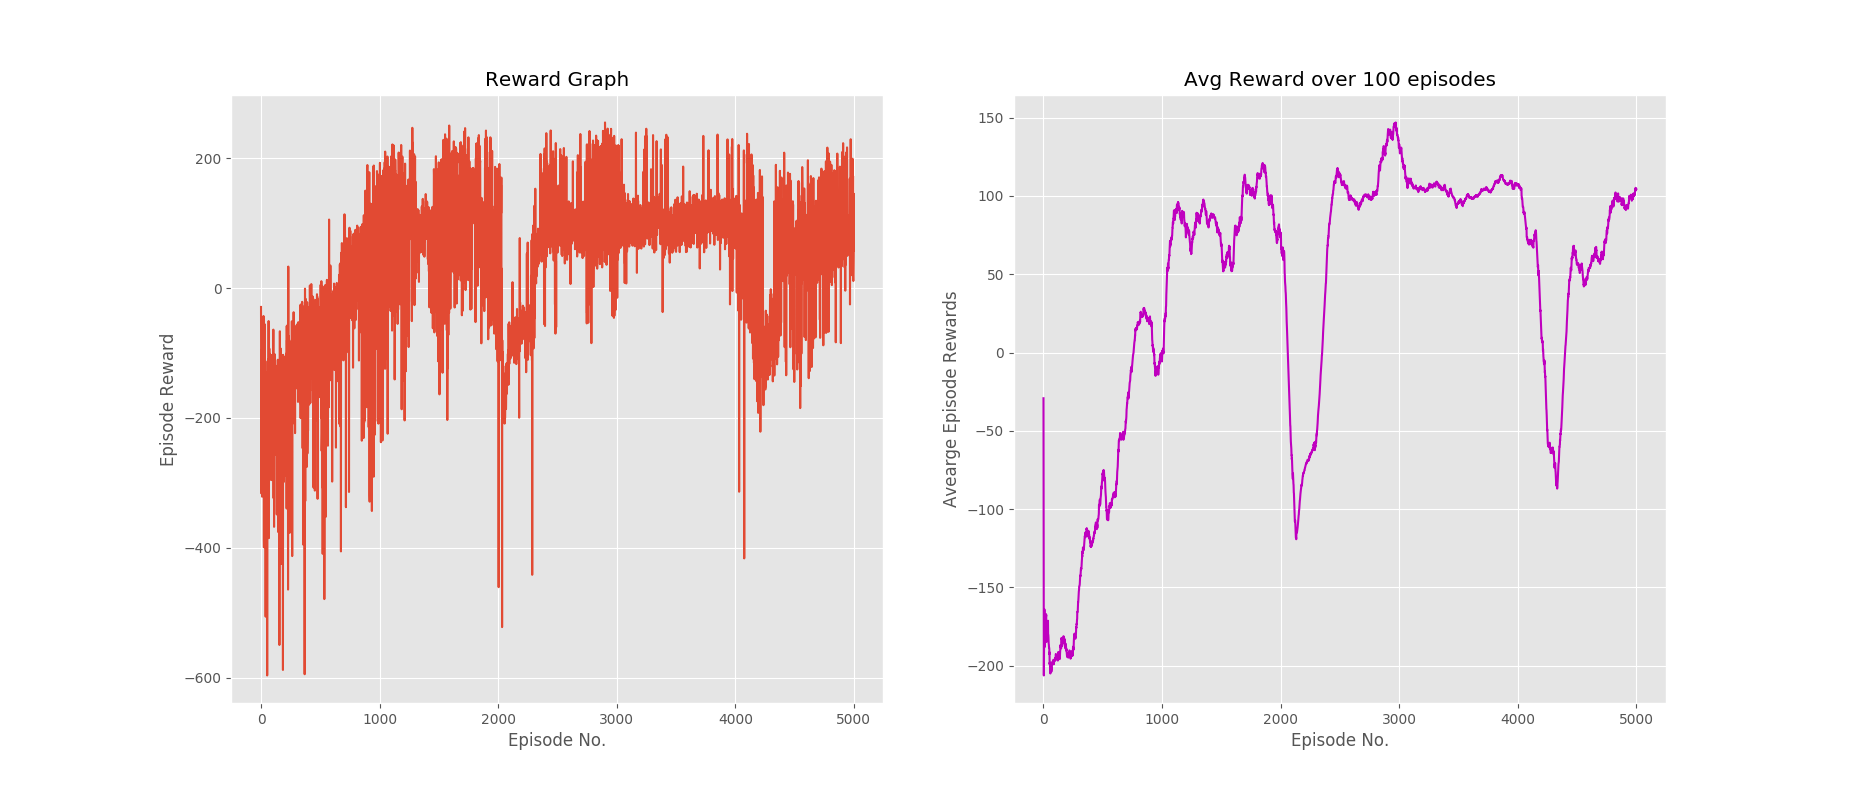 Reward Graph
200
0
−200
−400
−600
Episode Reward
0 1000 2000 3000 4000 5000
Episode No.
Avg Reward over 100 episodes
150
100
50
0
−50
−100
−150
−200
Avearge Episode Rewards
0 1000 2000 3000 4000 5000
Episode No.